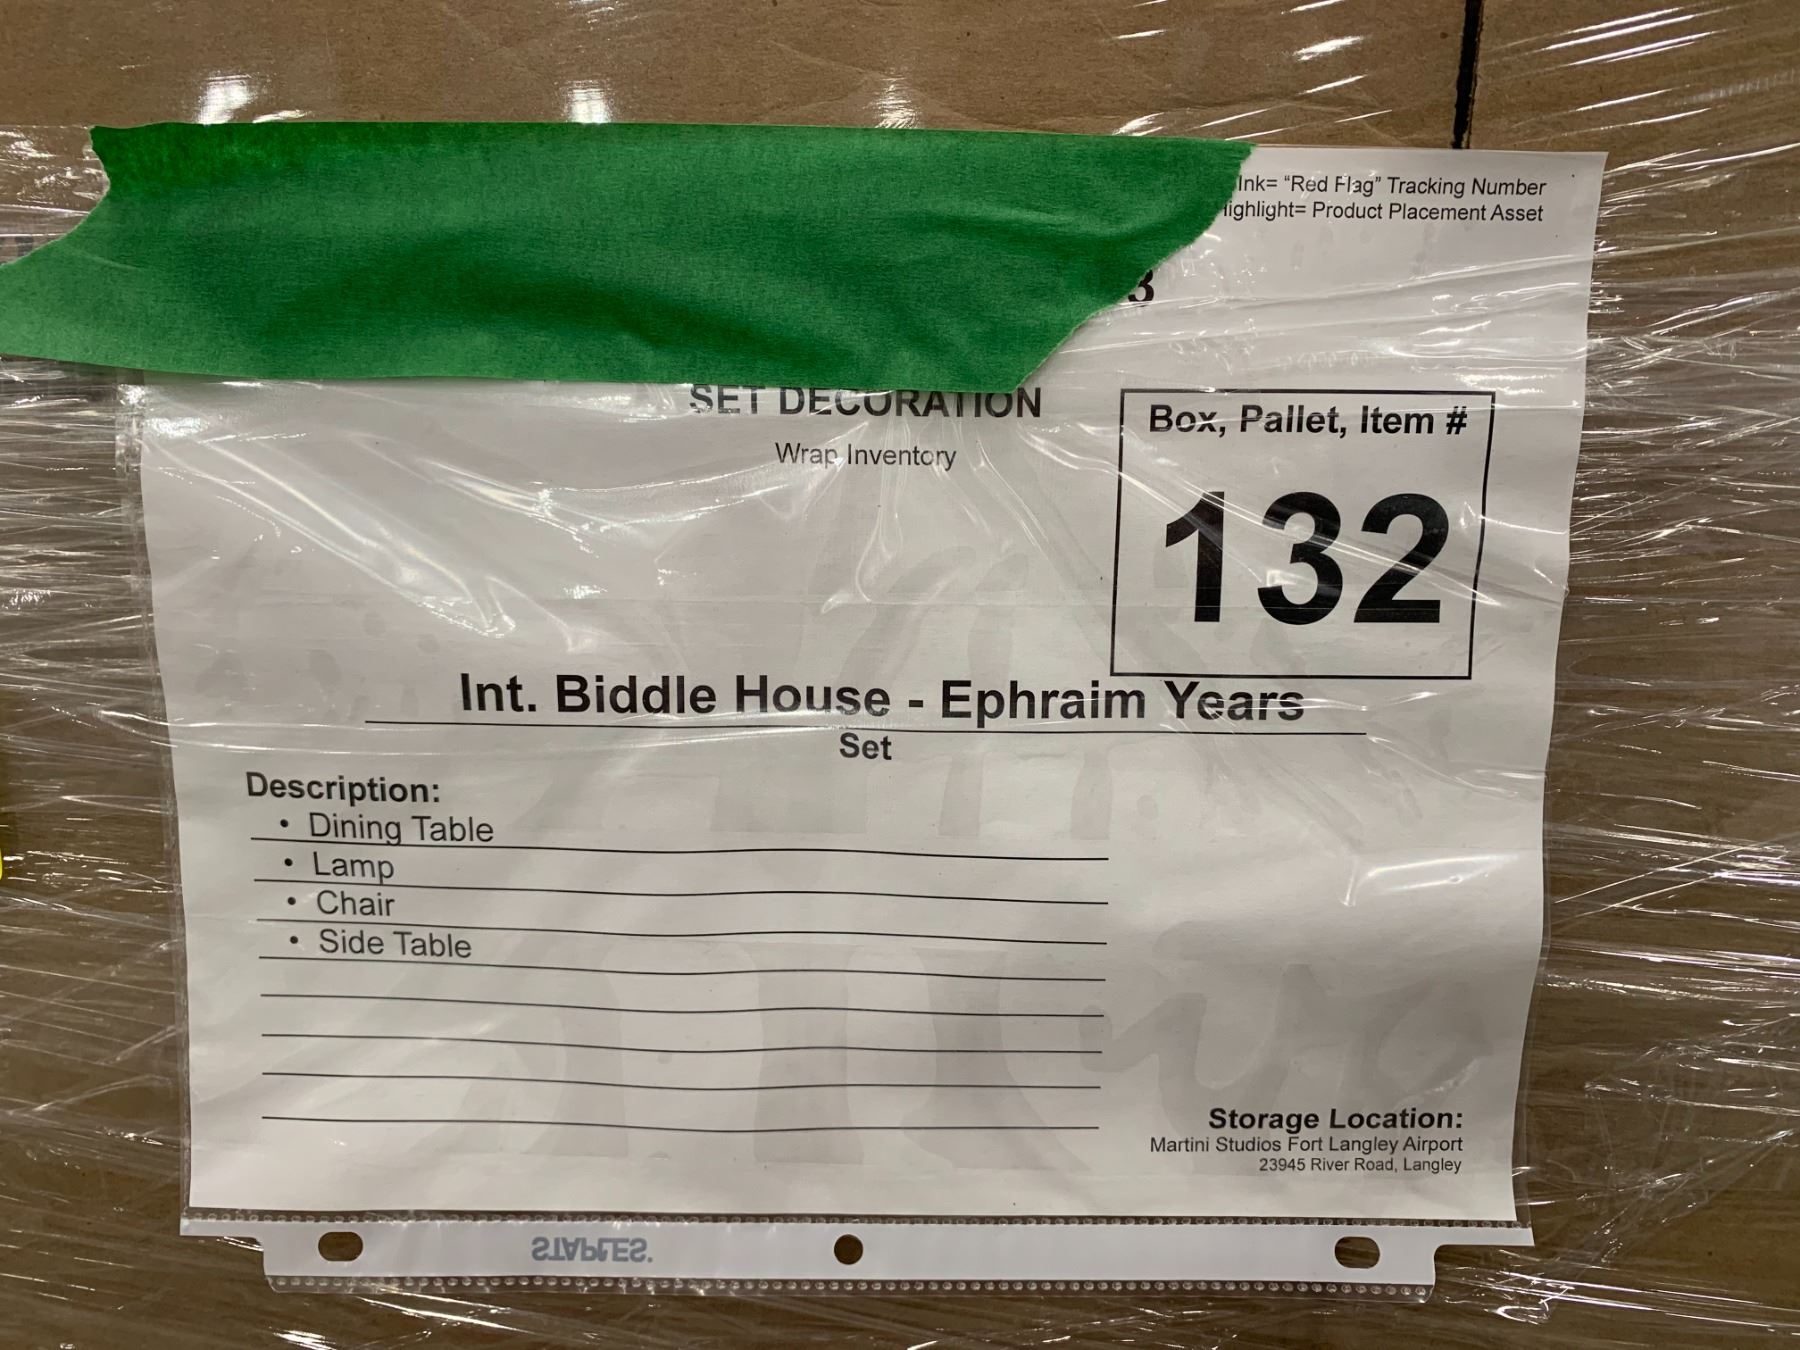 Ink= “Red Flag” Tracking Number
Product Placement Asset
3
SET DECORATION
Wrap Inventory
Box, Pallet, Item #
132
Int. Biddle House - Ephraim Years
Set
Description:
• Dining Table
• Lamp
• Chair
• Side Table
Storage Location:
Martini Studios Fort Langley Airport
23945 River Road, Langley
STAPLES.